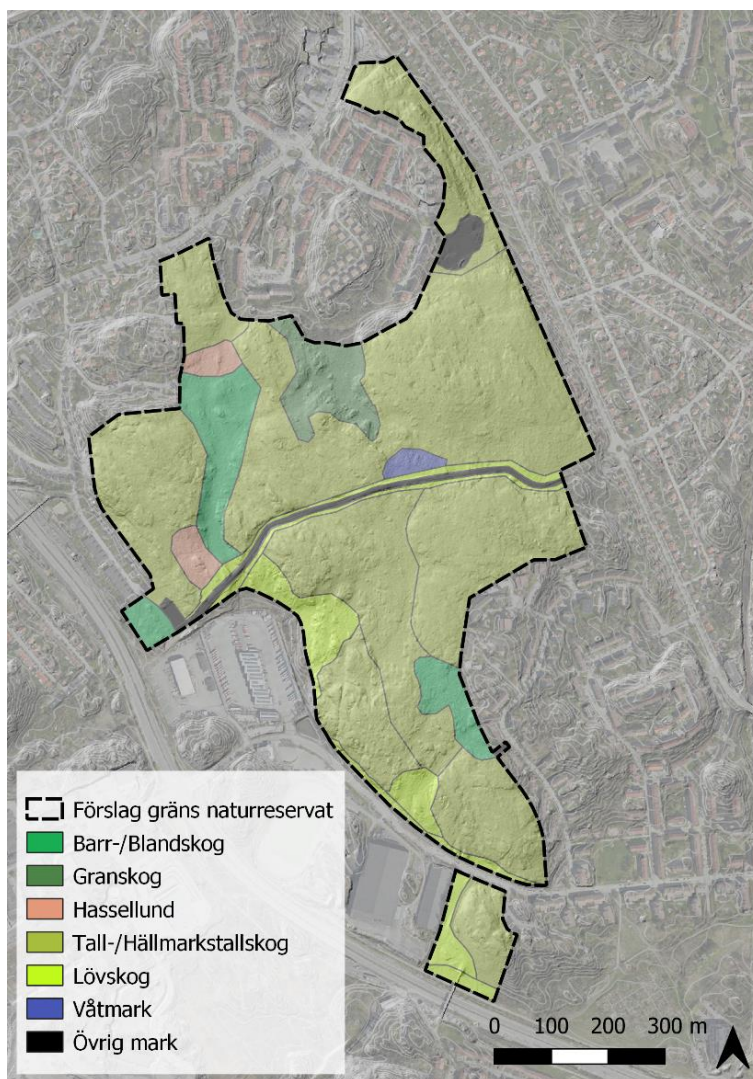 Förslag gräns naturreservat
Barr-/Blandskog
Granskog
Hassellund
Tall-/Hällmarkstallskog
Lövskog
Våtmark
Övrig mark
0 100 200 300 m